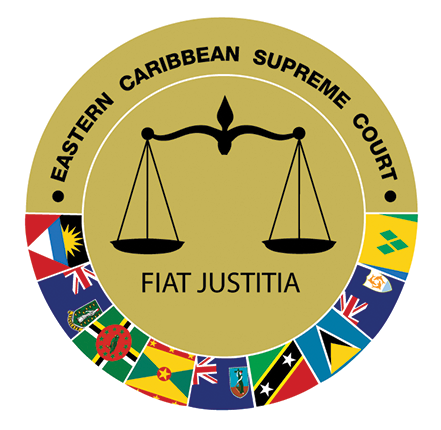 EASTERN CARIBBEAN SUPREME COURT
FIAT JUSTITIA